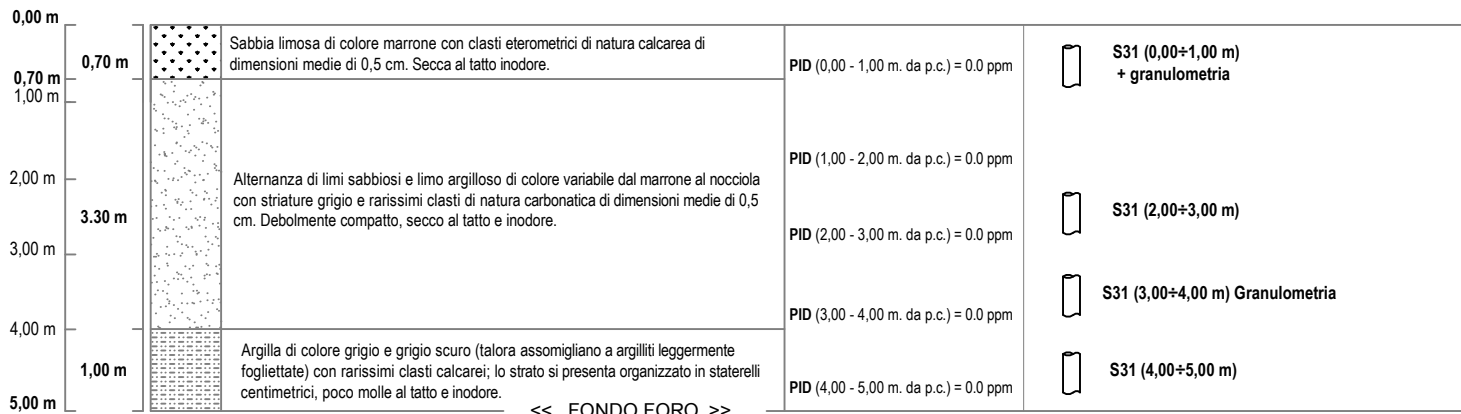 0,00 m
0,70 m
0,70 m
1,00 m
2,00 m
3.30 m
3,00 m
4,00 m
1,00 m
5,00 m
Sabbia limosa di colore marrone con clasti eterometrici di natura calcarea di
dimensioni medie di 0,5 cm. Secca al tatto inodore.
Alternanza di limi sabbiosi e limo argilloso di colore variabile dal marrone al nocciola
con striature grigio e rarissimi clasti di natura carbonatica di dimensioni medie di 0,5
cm. Debolmente compatto, secco al tatto e inodore.
Argilla di colore grigio e grigio scuro (talora assomigliano a argilliti leggermente
fogliettate) con rarissimi clasti calcarei; lo strato si presenta organizzato in staterelli
centimetrici, poco molle al tatto e inodore.
<< FONDO FORO >>
PID (0,00 - 1,00 m. da p.c.) = 0.0 ppm
PID (1,00 - 2,00 m. da p.c.) = 0.0 ppm
PID (2,00 - 3,00 m. da p.c.) = 0.0 ppm
PID (3,00 - 4,00 m. da p.c.) = 0.0 ppm
PID (4,00 - 5,00 m. da p.c.) = 0.0 ppm
S31 (0,00÷1,00 m)
+ granulometria
S31 (2,00÷3,00 m)
S31 (3,00÷4,00 m) Granulometria
S31 (4,00÷5,00 m)